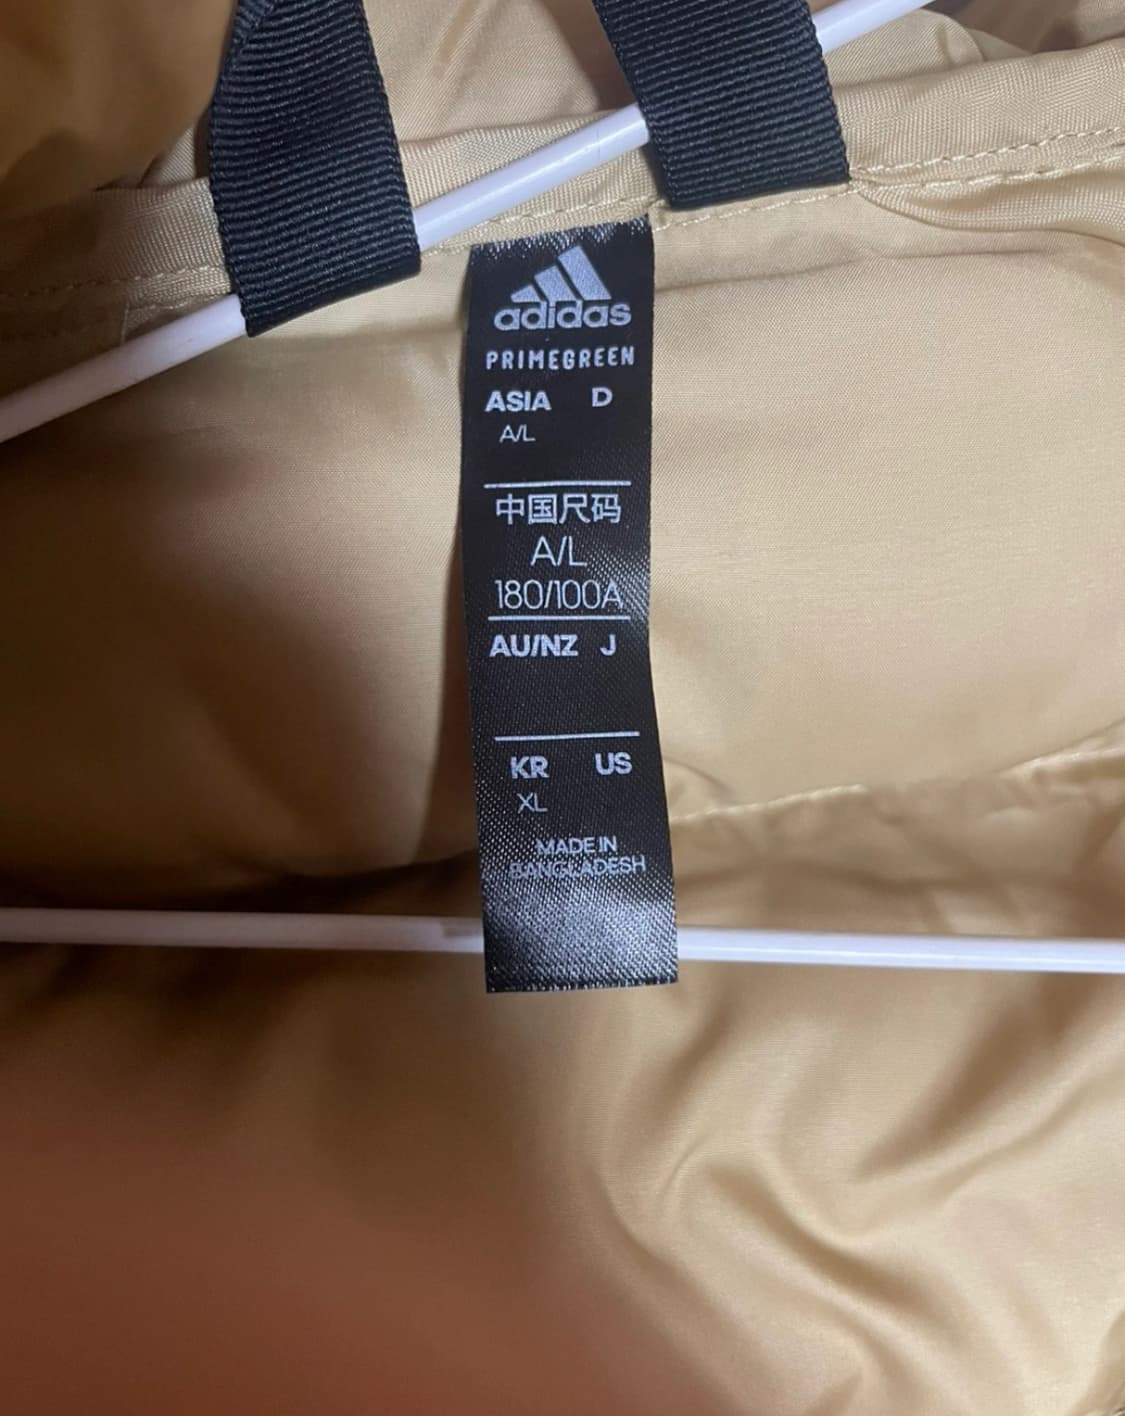 adidas
PRIMEGREEN
ASIA D
A/L
中国尺码
A/L
180/100A
AU/NZ J
KR US
XL
MADE IN
BANGLADESH